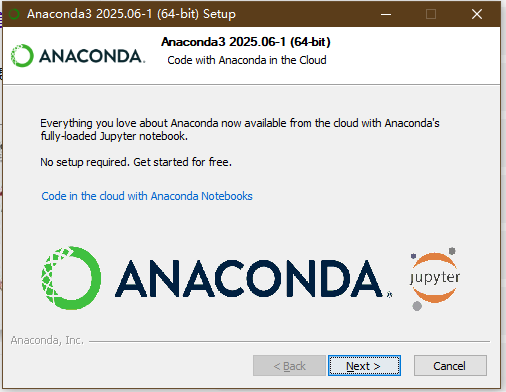 Anaconda3 2025.06-1 (64-bit) Setup
Anaconda3 2025.06-1 (64-bit)
Code with Anaconda in the Cloud
ANACONDA.
Everything you love about Anaconda now available from the cloud with Anaconda's
fully-loaded Jupyter notebook.
No setup required. Get started for free.
Code in the cloud with Anaconda Notebooks
ANACONDA.
jupyter
Anaconda, Inc.
< Back
Next >
Cancel